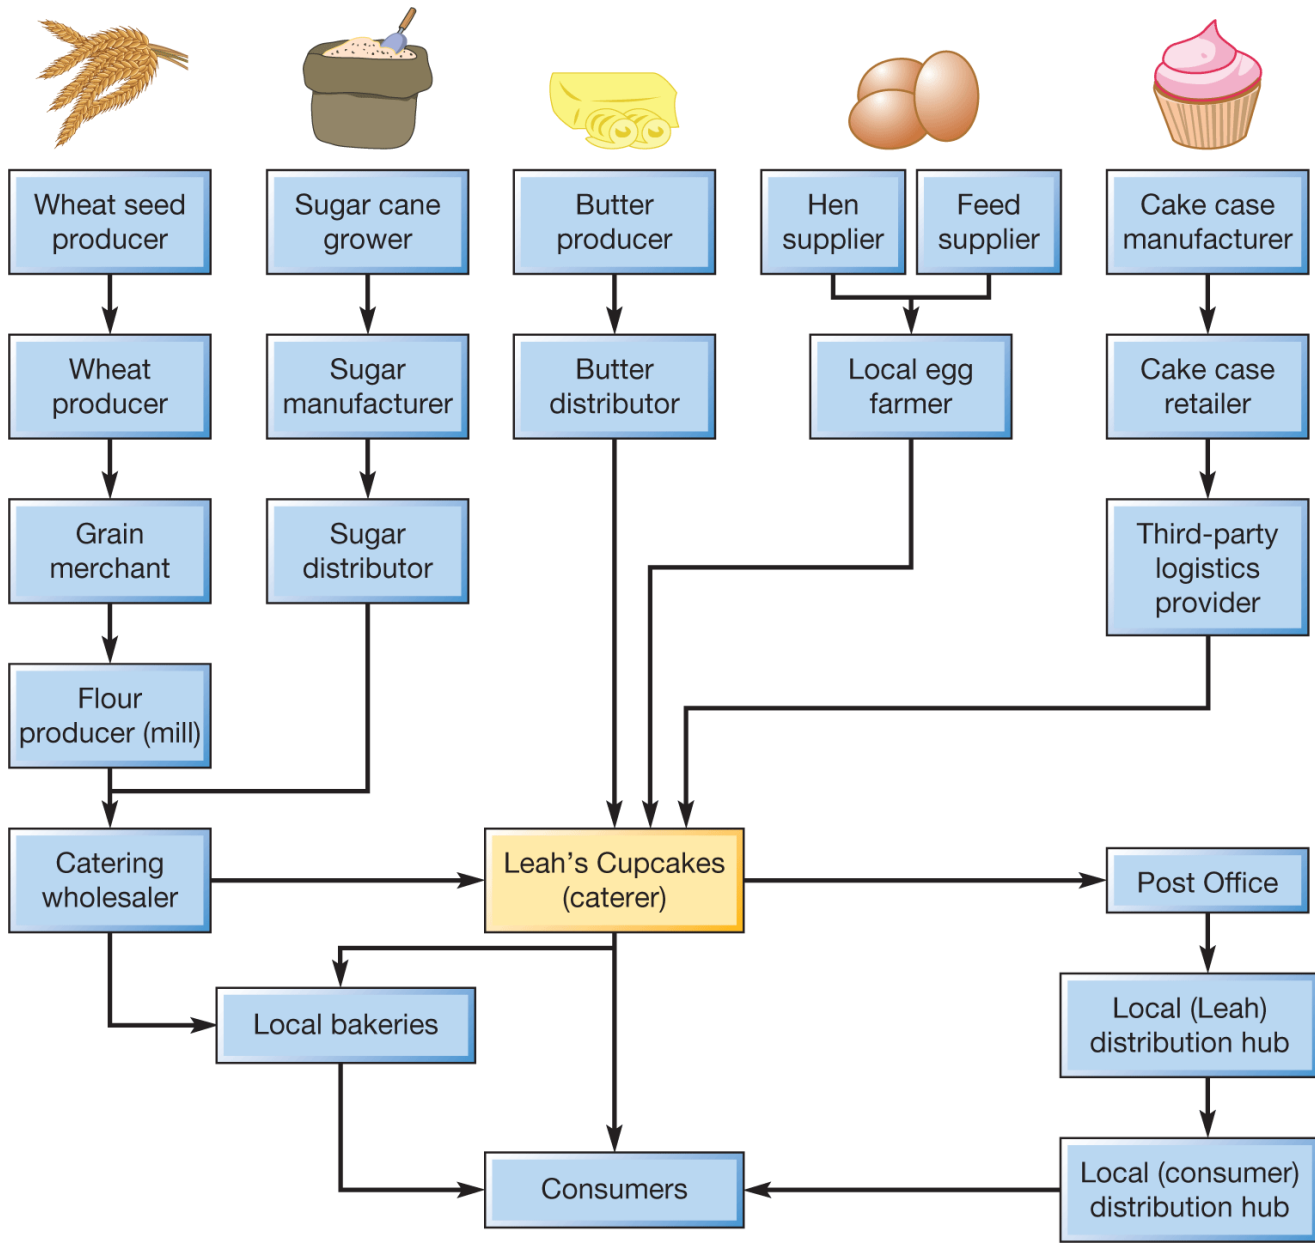 Wheat seed
producer
Sugar cane
grower
Butter
producer
Hen
supplier
Feed
supplier
Cake case
manufacturer
Wheat
producer
Sugar
manufacturer
Butter
distributor
Local egg
farmer
Cake case
retailer
Grain
merchant
Sugar
distributor
Third-party
logistics
provider
Flour
producer (mill)
Catering
wholesaler
Leah's Cupcakes
(caterer)
Post Office
Local bakeries
Local (Leah)
distribution hub
Consumers
Local (consumer)
distribution hub